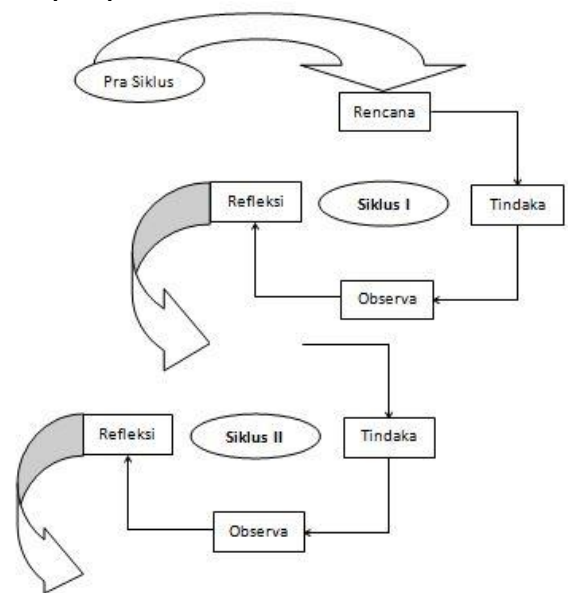 Pra Siklus
Rencana
Refleksi
Siklus I
Tindaka
Observa
Refleksi
Siklus II
Tindaka
Observa